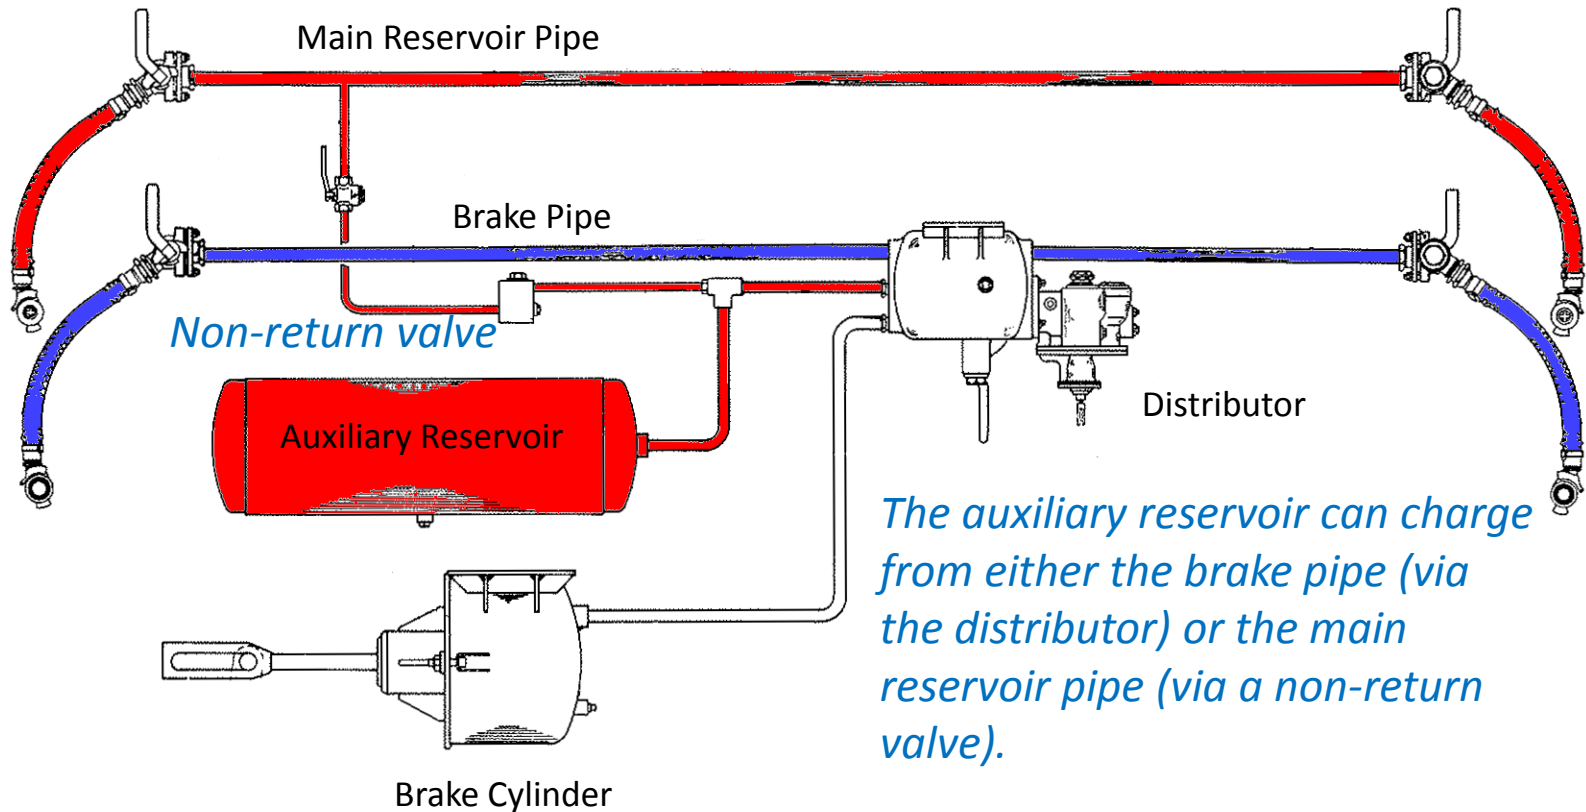 Main Reservoir Pipe
Brake Pipe
Non-return valve
Distributor
Auxiliary Reservoir
The auxiliary reservoir can charge
from either the brake pipe (via
the distributor) or the main
reservoir pipe (via a non-return
valve).
Brake Cylinder